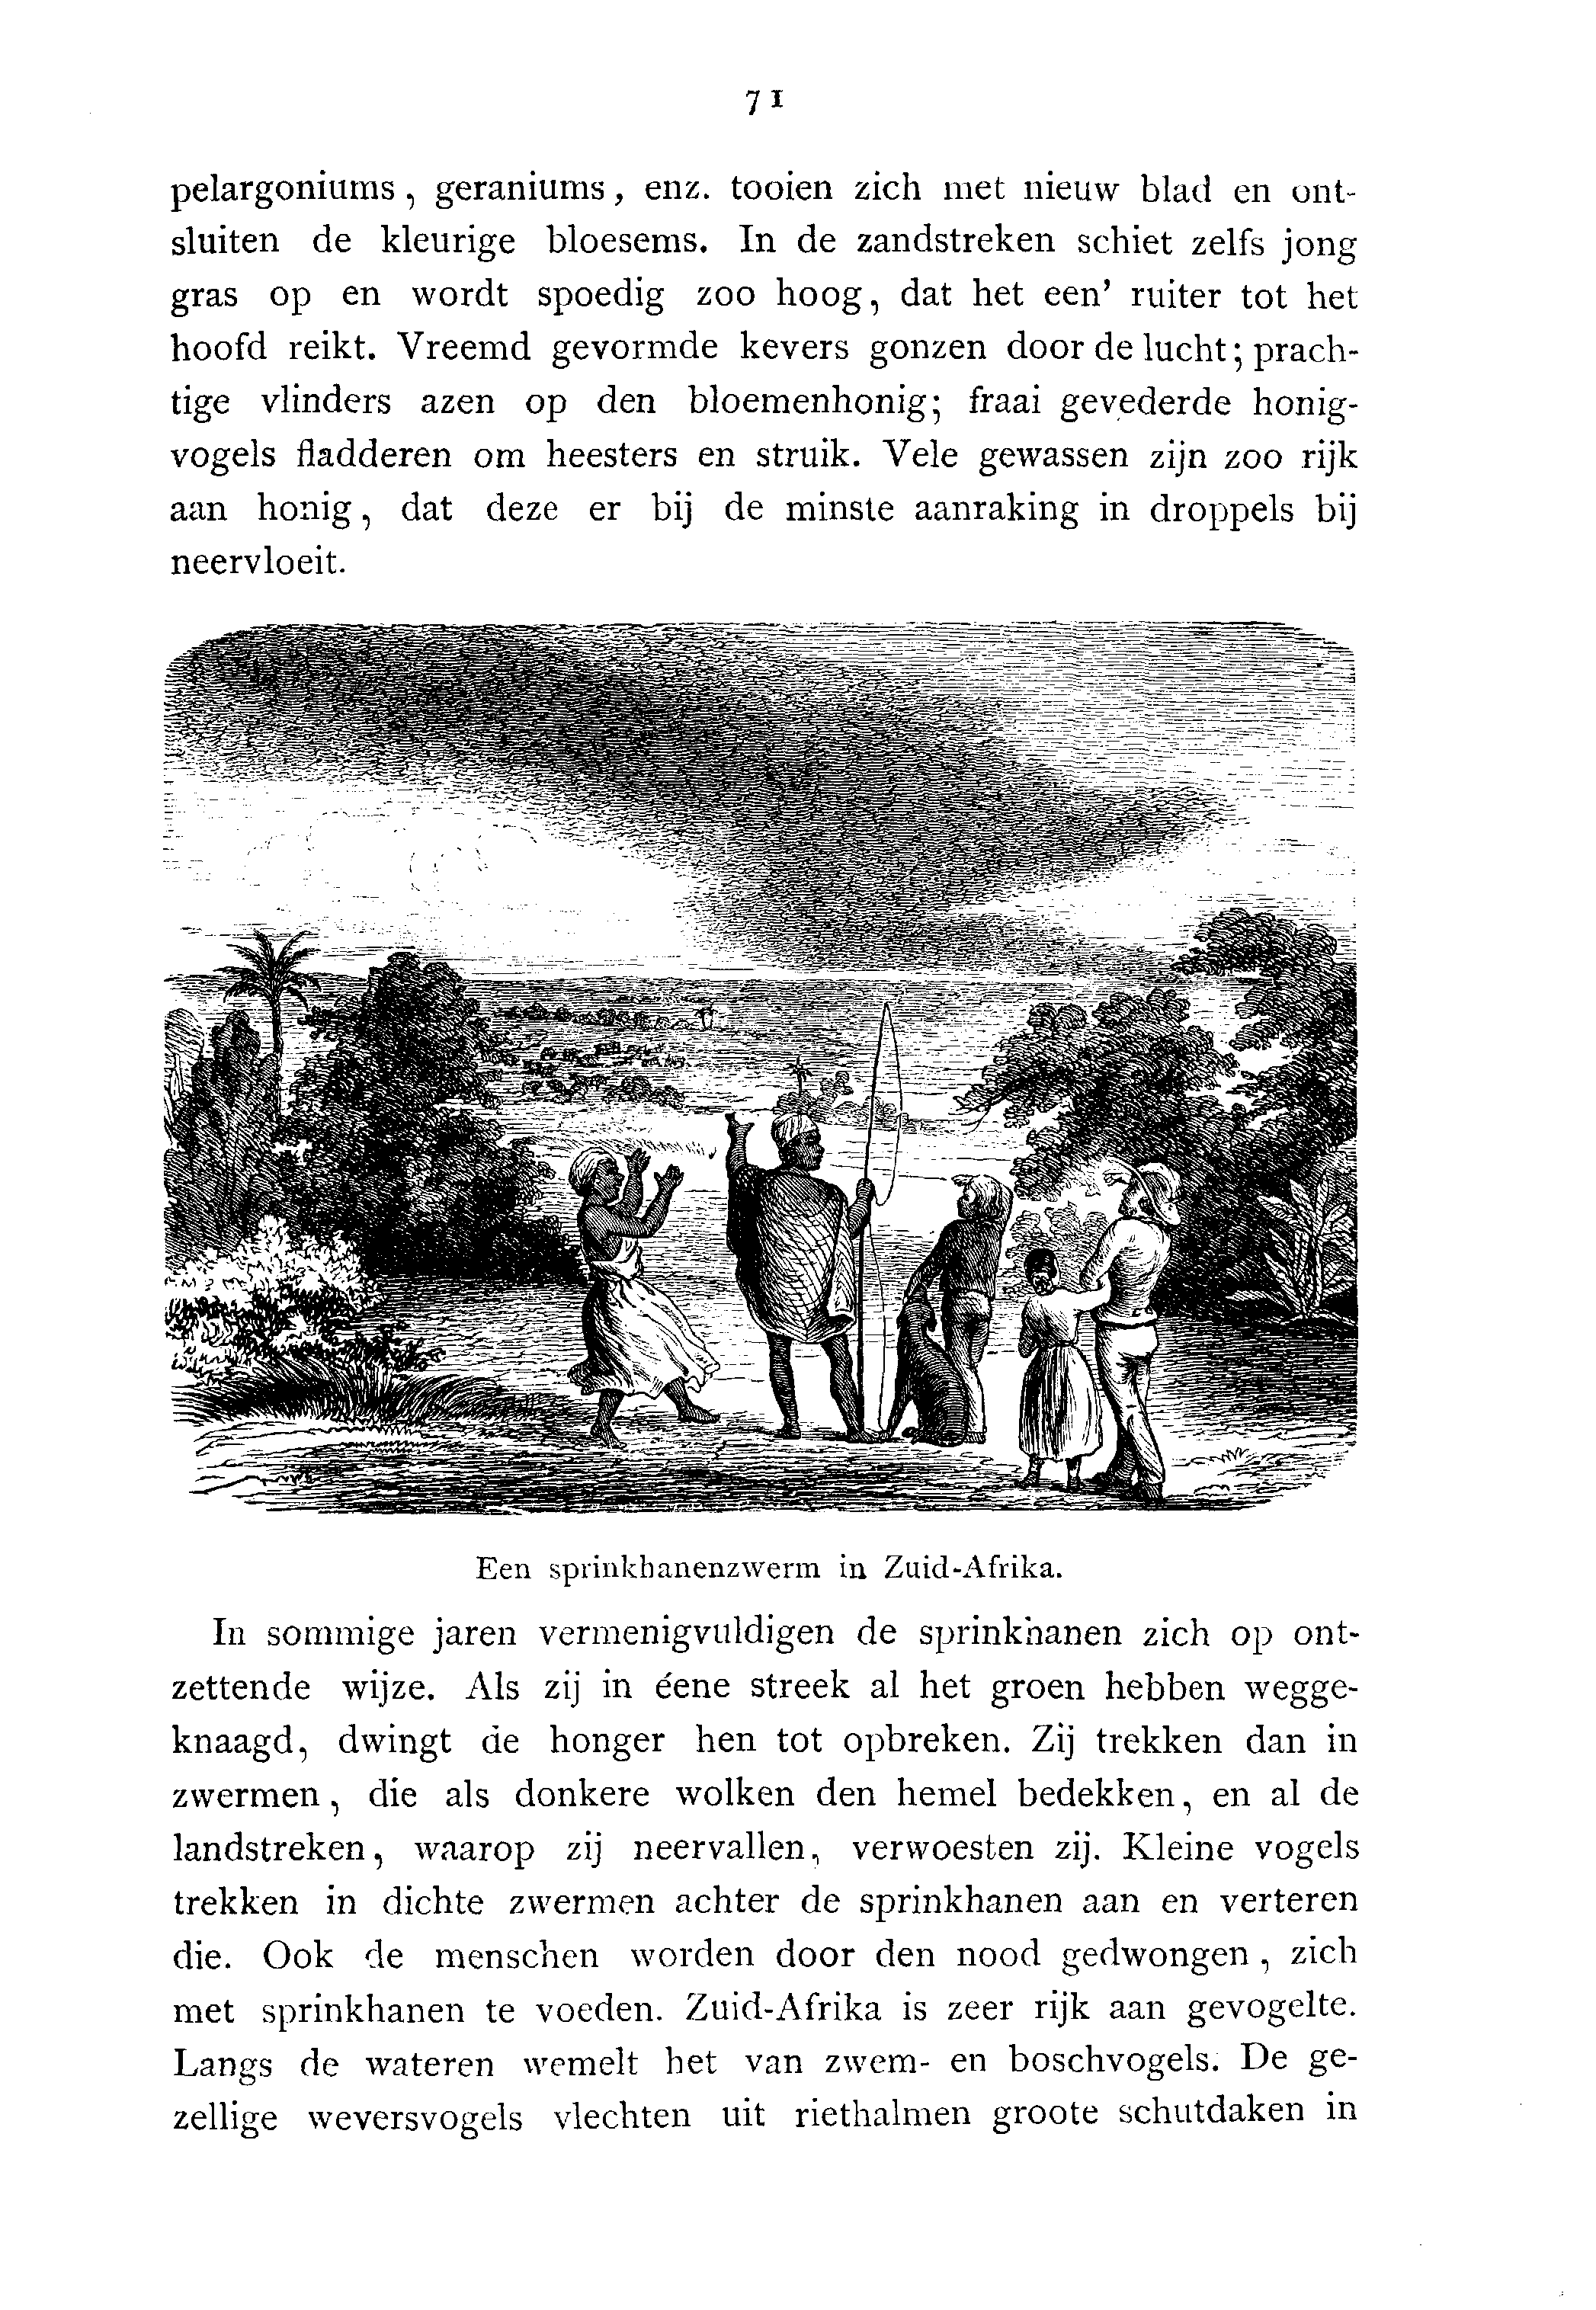 71
pelargoniums, geraniums, enz. tooien zich met nieuw blad en ont-
sluiten de kleurige bloesems. In de zandstreken schiet zelfs jong
gras op en wordt spoedig zoo hoog, dat het een’ ruiter tot het
hoofd reikt. Vreemd gevormde kevers gonzen door de lucht; prach-
tige vlinders azen op den bloemenhonig; fraai gevederde honig-
vogels fladderen om heesters en struik. Vele gewassen zijn zoo rijk
aan honig, dat deze er bij de minste aanraking in droppels bij
neervloeit.
Een sprinkhanenzwerm in Zuid-Afrika.
In sommige jaren vermenigvuldigen de sprinkhanen zich op ont-
zettende wijze. Als zij in éene streek al het groen hebben wegge-
knaagd, dwingt de honger hen tot opbreken. Zij trekken dan in
zwermen, die als donkere wolken den hemel bedekken, en al de
landstreken, waarop zij neervallen, verwoesten zij. Kleine vogels
trekken in dichte zwermen achter de sprinkhanen aan en verteren
die. Ook de menschen worden door den nood gedwongen, zich
met sprinkhanen te voeden. Zuid-Afrika is zeer rijk aan gevogelte.
Langs de wateren wemelt het van zwem- en boschvogels. De ge-
zellige weversvogels vlechten uit riethalmen groote schutdaken in